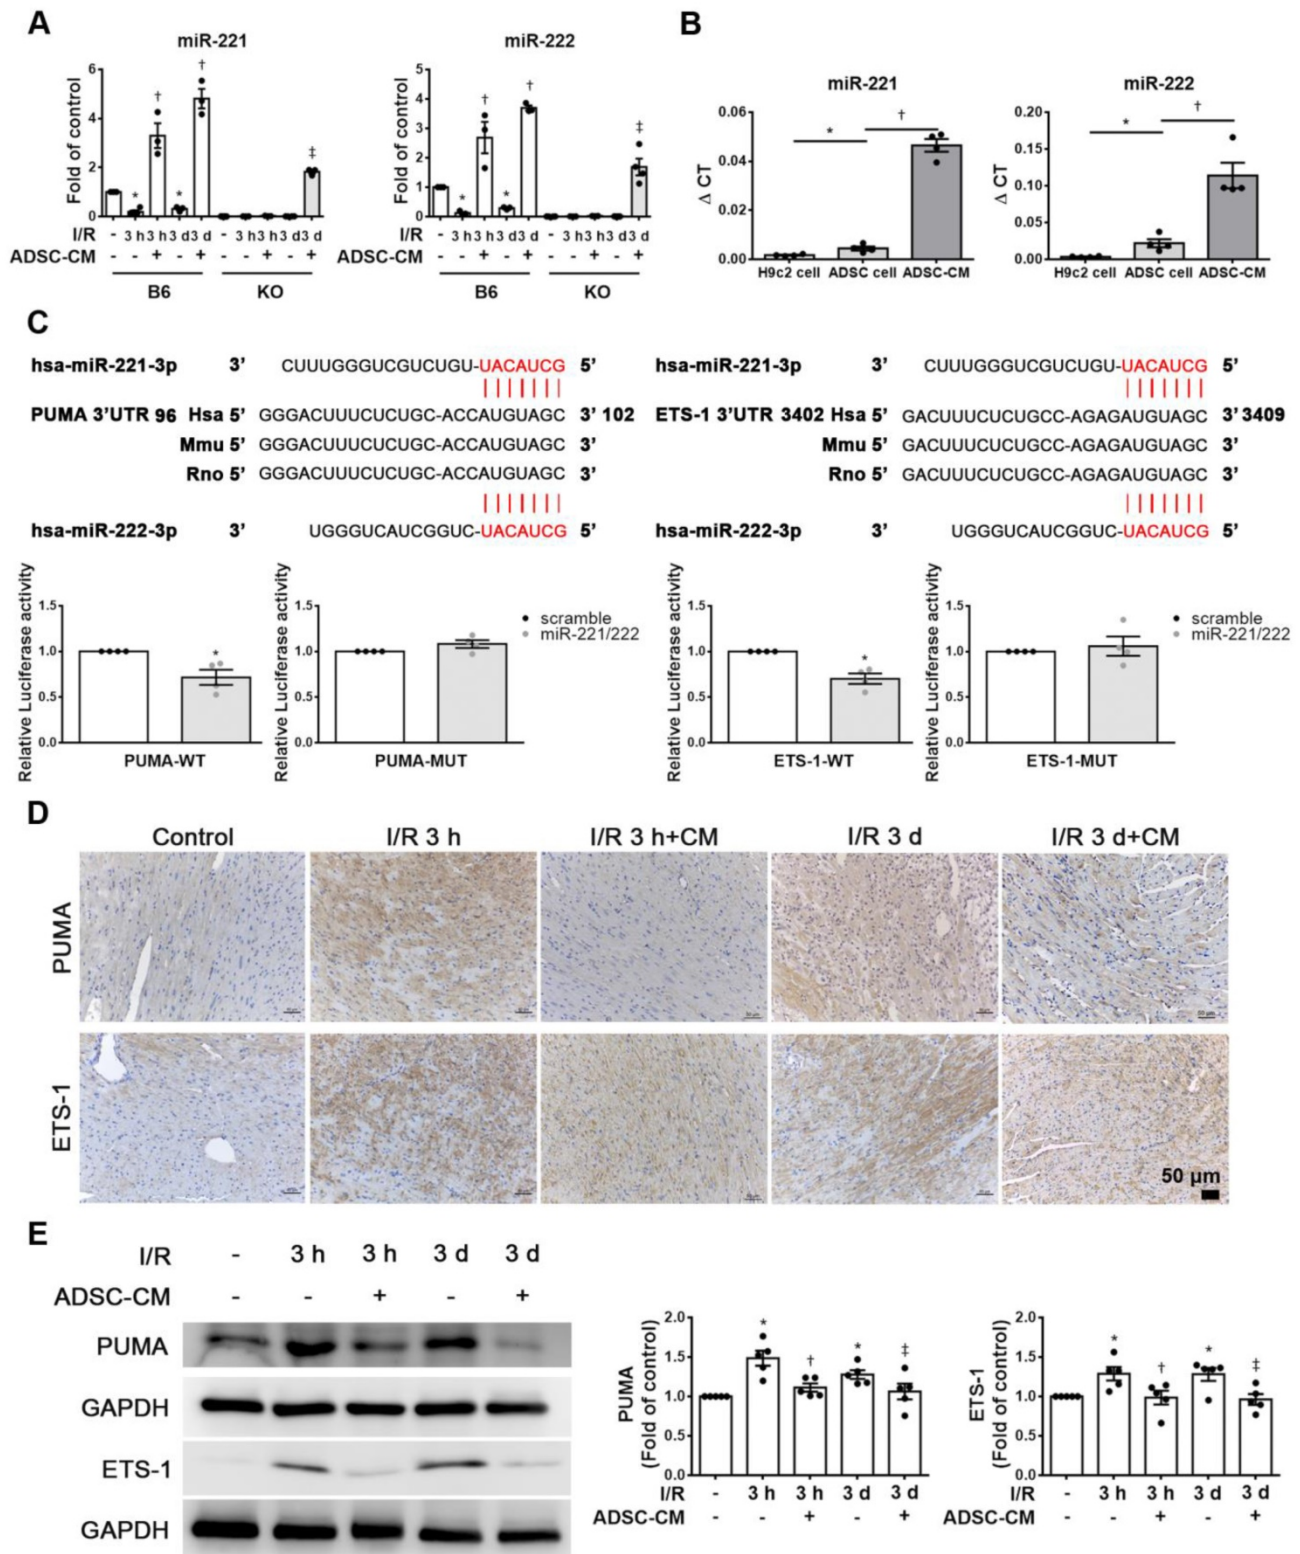 A
miR-221
Fold of control
6
4
2
0
* † * † ‡
- 3 h 3 h 3 d 3 d - 3 h 3 h 3 d 3 d
I/R
ADSC-CM - - + - + - - + - +
B6 KO
miR-222
Fold of control
5
4
3
2
1
0
* † * † ‡
- 3 h 3 h 3 d 3 d - 3 h 3 h 3 d 3 d
I/R
ADSC-CM - - + - + - - + - +
B6 KO
B
miR-221
Δ CT
0.06
0.04
0.02
0.00
* †
H9c2 cell ADSC cell ADSC-CM
miR-222
Δ CT
0.20
0.15
0.10
0.05
0.00
* †
H9c2 cell ADSC cell ADSC-CM
C
hsa-miR-221-3p 3’ CUUUGGGUCGUCUGU-UACAUCG 5’
PUMA 3’UTR 96 Hsa 5’ GGGACUUUCUCUGC-ACCAUGUAGC 3’ 102
Mmu 5’ GGGACUUUCUCUGC-ACCAUGUAGC 3’
Rno 5’ GGGACUUUCUCUGC-ACCAUGUAGC 3’
hsa-miR-222-3p 3’ UGGGUCAUCGGUC-UACAUCG 5’
hsa-miR-221-3p 3’ CUUUGGGUCGUCUGU-UACAUCG 5’
ETS-1 3’UTR 3402 Hsa 5’ GACUUUCUCUGCC-AGAGAUGUAGC 3’ 3409
Mmu 5’ GACUUUCUCUGCC-AGAGAUGUAGC 3’
Rno 5’ GACUUUCUCUGCC-AGAGAUGUAGC 3’
hsa-miR-222-3p 3’ UGGGUCAUCGGUC-UACAUCG 5’
Relative Luciferase activity
1.5
1.0
0.5
0.0
*
PUMA-WT
Relative Luciferase activity
1.5
1.0
0.5
0.0
PUMA-MUT
scramble
miR-221/222
Relative Luciferase activity
1.5
1.0
0.5
0.0
*
ETS-1-WT
Relative Luciferase activity
1.5
1.0
0.5
0.0
ETS-1-MUT
scramble
miR-221/222
D
Control I/R 3 h I/R 3 h+CM I/R 3 d I/R 3 d+CM
PUMA
ETS-1
50 µm
E
I/R - 3 h 3 h 3 d 3 d
ADSC-CM - - + - +
PUMA
GAPDH
ETS-1
GAPDH
PUMA
(Fold of control)
2.0
1.5
1.0
0.5
0.0
* † * ‡
I/R - 3 h 3 h 3 d 3 d
ADSC-CM - - + - +
ETS-1
(Fold of control)
2.0
1.5
1.0
0.5
0.0
* † * ‡
I/R - 3 h 3 h 3 d 3 d
ADSC-CM - - + - +